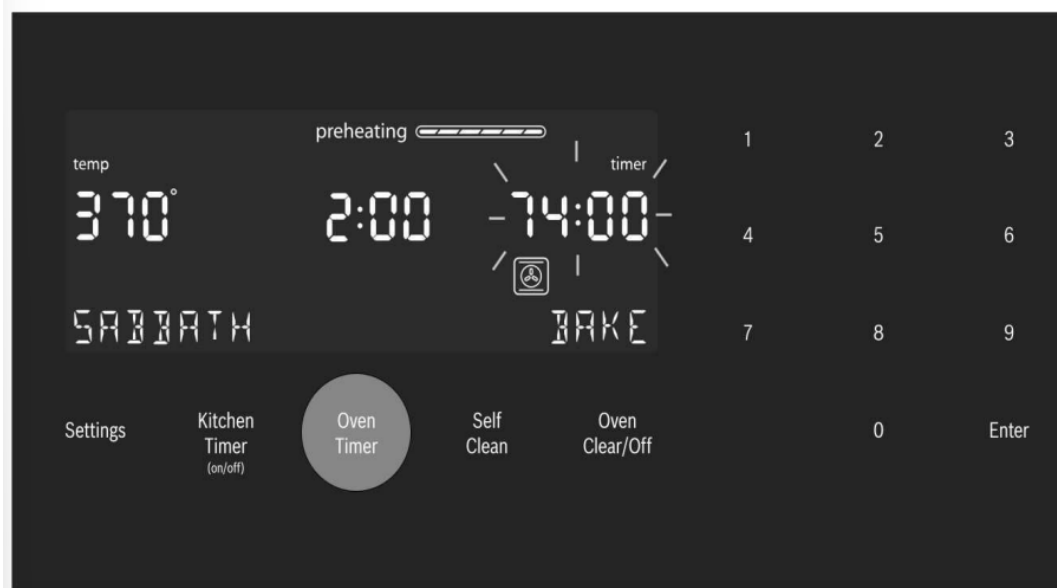 preheating
temp
timer
370°
2:00
74:00
SABBATH
BAKE
Settings
Kitchen
Timer
(on/off)
Oven
Timer
Self
Clean
Oven
Clear/Off
1 2 3
4 5 6
7 8 9
0 Enter